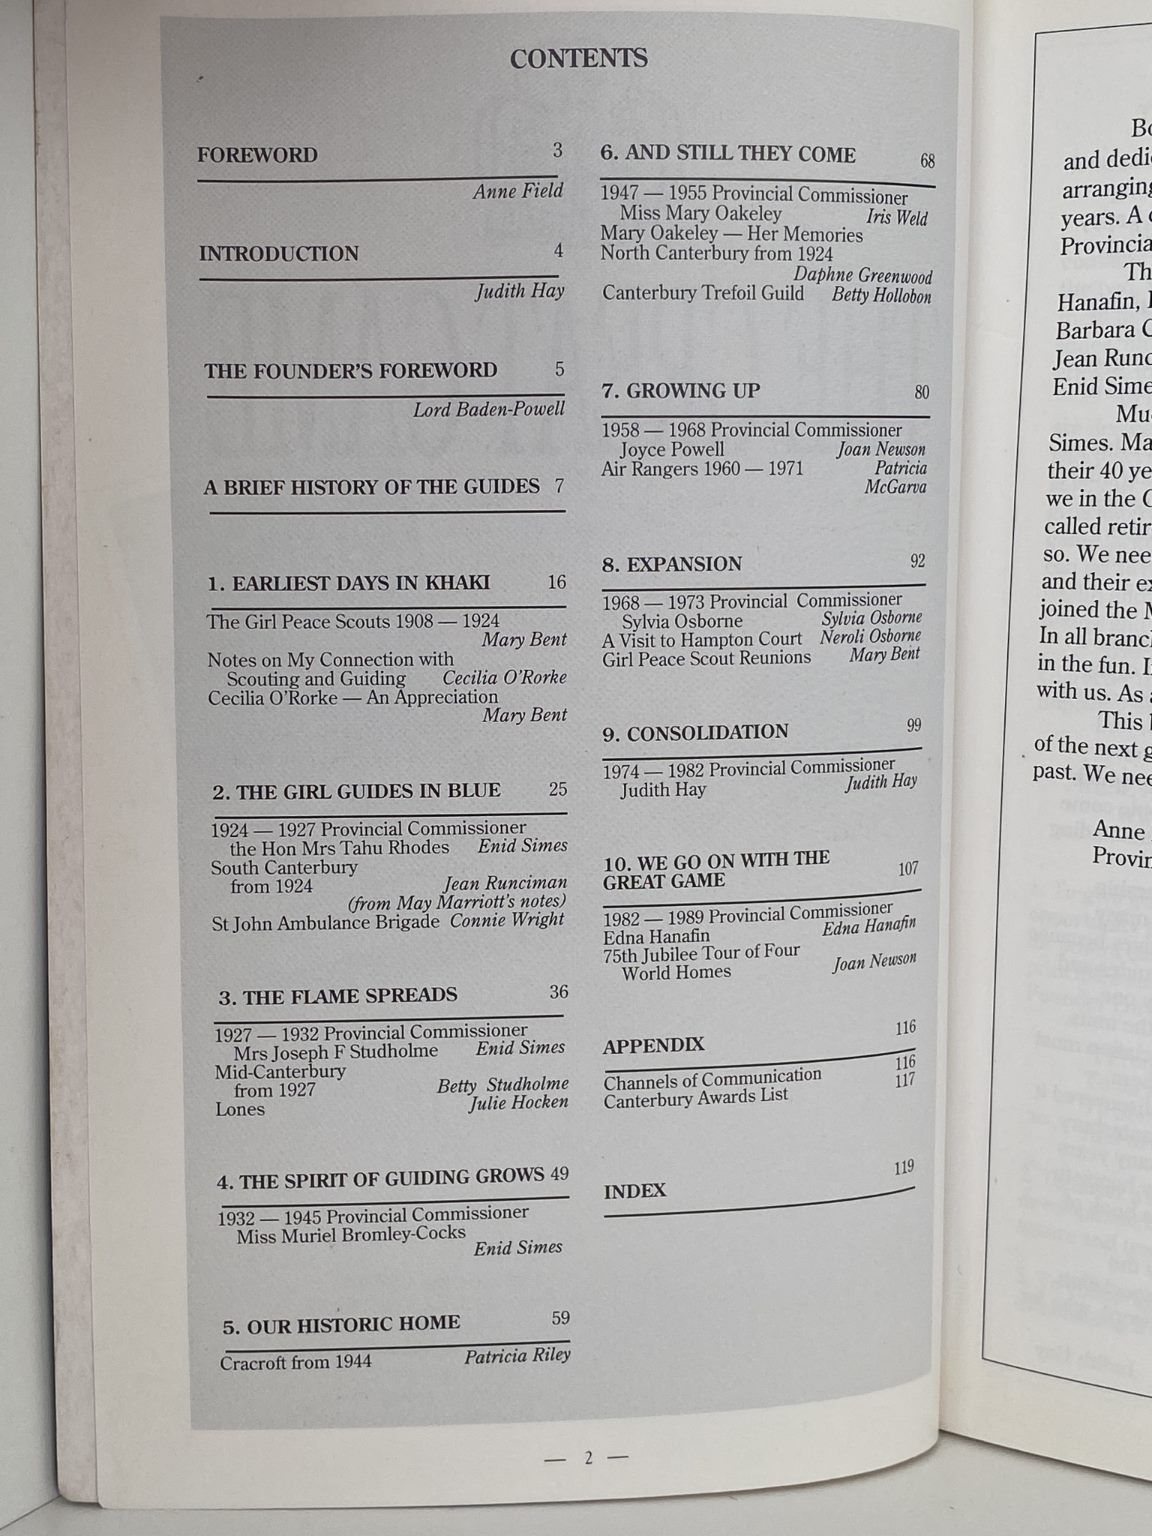 CONTENTS
FOREWORD 3
Anne Field
INTRODUCTION 4
Judith Hay
THE FOUNDER'S FOREWORD 5
Lord Baden-Powell
A BRIEF HISTORY OF THE GUIDES 7
1. EARLIEST DAYS IN KHAKI 16
The Girl Peace Scouts 1908 — 1924
Mary Bent
Notes on My Connection with
Scouting and Guiding Cecilia O'Rorke
Cecilia O'Rorke — An Appreciation
Mary Bent
2. THE GIRL GUIDES IN BLUE 25
1924 — 1927 Provincial Commissioner
the Hon Mrs Tahu Rhodes Enid Simes
South Canterbury
from 1924 Jean Runciman
(from May Marriott's notes)
St John Ambulance Brigade Connie Wright
3. THE FLAME SPREADS 36
1927 — 1932 Provincial Commissioner
Mrs Joseph F Studholme Enid Simes
Mid-Canterbury
from 1927 Betty Studholme
Lones Julie Hocken
4. THE SPIRIT OF GUIDING GROWS 49
1932 — 1945 Provincial Commissioner
Miss Muriel Bromley-Cocks
Enid Simes
5. OUR HISTORIC HOME 59
Cracroft from 1944 Patricia Riley
6. AND STILL THEY COME 68
1947 — 1955 Provincial Commissioner
Miss Mary Oakeley Iris Weld
Mary Oakeley — Her Memories
North Canterbury from 1924
Daphne Greenwood
Canterbury Trefoil Guild Betty Hollobon
7. GROWING UP 80
1958 — 1968 Provincial Commissioner
Joyce Powell Joan Newson
Air Rangers 1960 — 1971 Patricia
McGarva
8. EXPANSION 92
1968 — 1973 Provincial Commissioner
Sylvia Osborne Sylvia Osborne
A Visit to Hampton Court Neroli Osborne
Girl Peace Scout Reunions Mary Bent
9. CONSOLIDATION 99
1974 — 1982 Provincial Commissioner
Judith Hay Judith Hay
10. WE GO ON WITH THE
GREAT GAME 107
1982 — 1989 Provincial Commissioner
Edna Hanafin Edna Hanafin
75th Jubilee Tour of Four
World Homes Joan Newson
APPENDIX 116
Channels of Communication 116
Canterbury Awards List 117
INDEX 119
— 2 —
and
arranging
years. A
Provincia
Th
Hanafin,
Barbara C
Jean Runc
Enid Sime
Mu
Simes. Ma
their 40 ye
we in the C
called retir
so. We nee
and their ex
joined the M
In all branc
in the fun. I
with us. As
This
of the next g
past. We nee
Anne
Provin